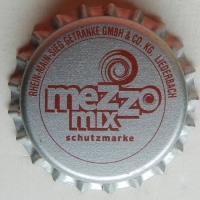 RHEIN-MAIN-SIEG GETRÄNKE GMBH & CO. KG, LIEDERBACH
mezzo
mix
schutzmarke